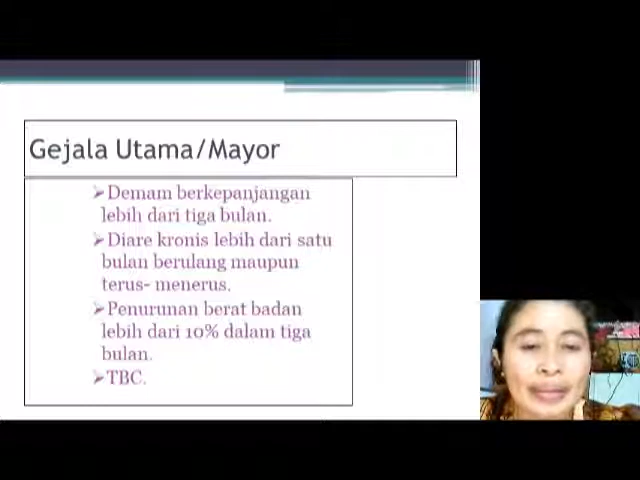 Gejala Utama/Mayor
➢Demam berkepanjangan
lebih dari tiga bulan.
➢Diare kronis lebih dari satu
bulan berulang maupun
terus- menerus.
➢Penurunan berat badan
lebih dari 10% dalam tiga
bulan.
➢TBC.